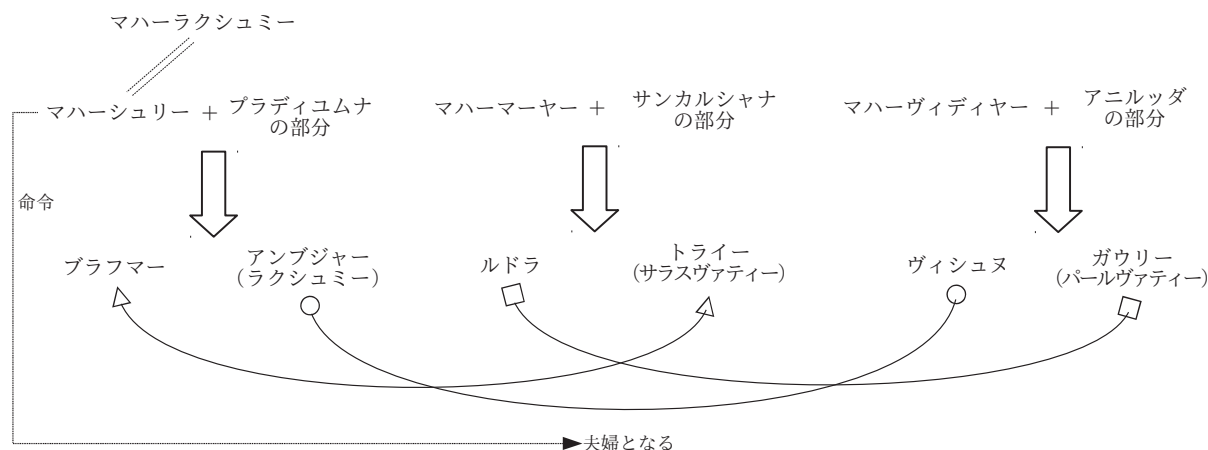 マハーラクシュミー
マハーシュリー + プラディユムナ
の部分
マハーマーヤー + サンカルシャナ
の部分
マハーヴィディヤー + アニルッダ
の部分
命令
ブラフマー
アンブジャー
(ラクシュミー)
ルドラ
トライー
(サラスヴァティー)
ヴィシュヌ
ガウリー
(パールヴァティー)
夫婦となる